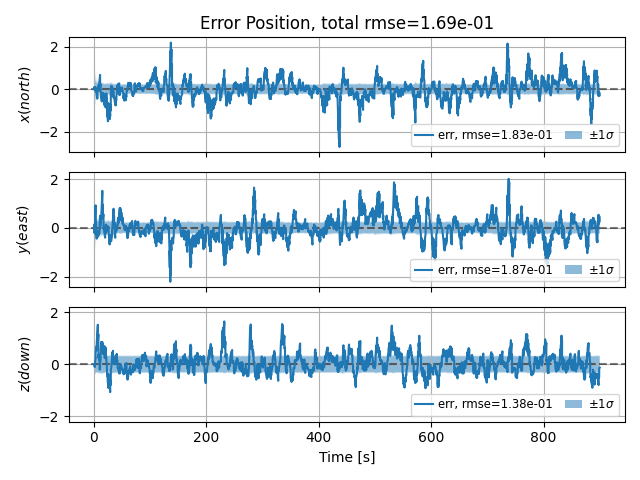 Error Position, total rmse=1.69e-01
x(north)
2
0
−2
err, rmse=1.83e-01 ±1σ
y(east)
2
0
−2
err, rmse=1.87e-01 ±1σ
z(down)
2
0
−2
err, rmse=1.38e-01 ±1σ
0 200 400 600 800
Time [s]